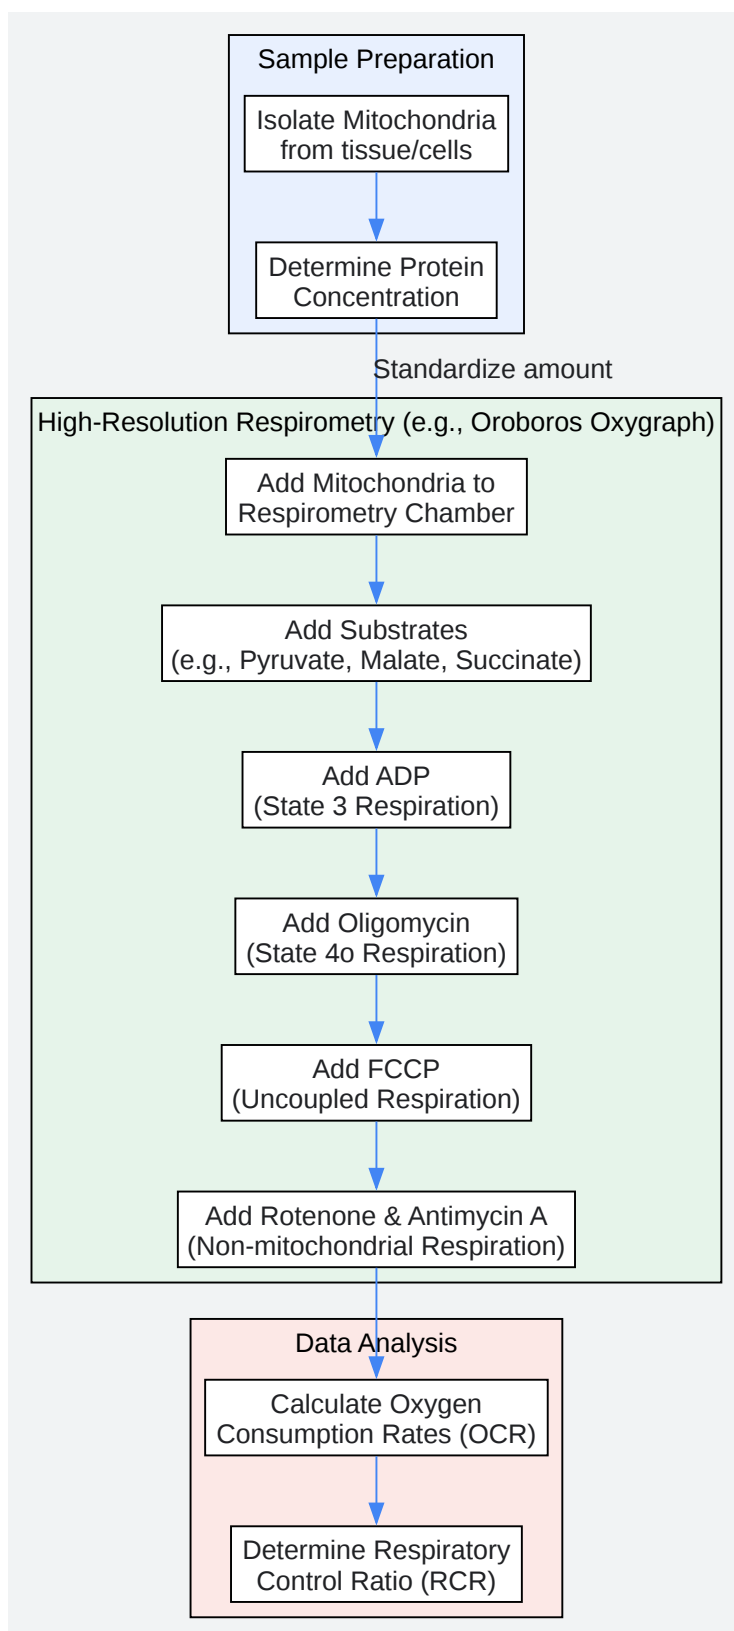 Sample Preparation
Isolate Mitochondria
from tissue/cells
Determine Protein
Concentration
Standardize amount
High-Resolution Respirometry (e.g., Oroboros Oxygraph)
Add Mitochondria to
Respirometry Chamber
Add Substrates
(e.g., Pyruvate, Malate, Succinate)
Add ADP
(State 3 Respiration)
Add Oligomycin
(State 4o Respiration)
Add FCCP
(Uncoupled Respiration)
Add Rotenone & Antimycin A
(Non-mitochondrial Respiration)
Data Analysis
Calculate Oxygen
Consumption Rates (OCR)
Determine Respiratory
Control Ratio (RCR)